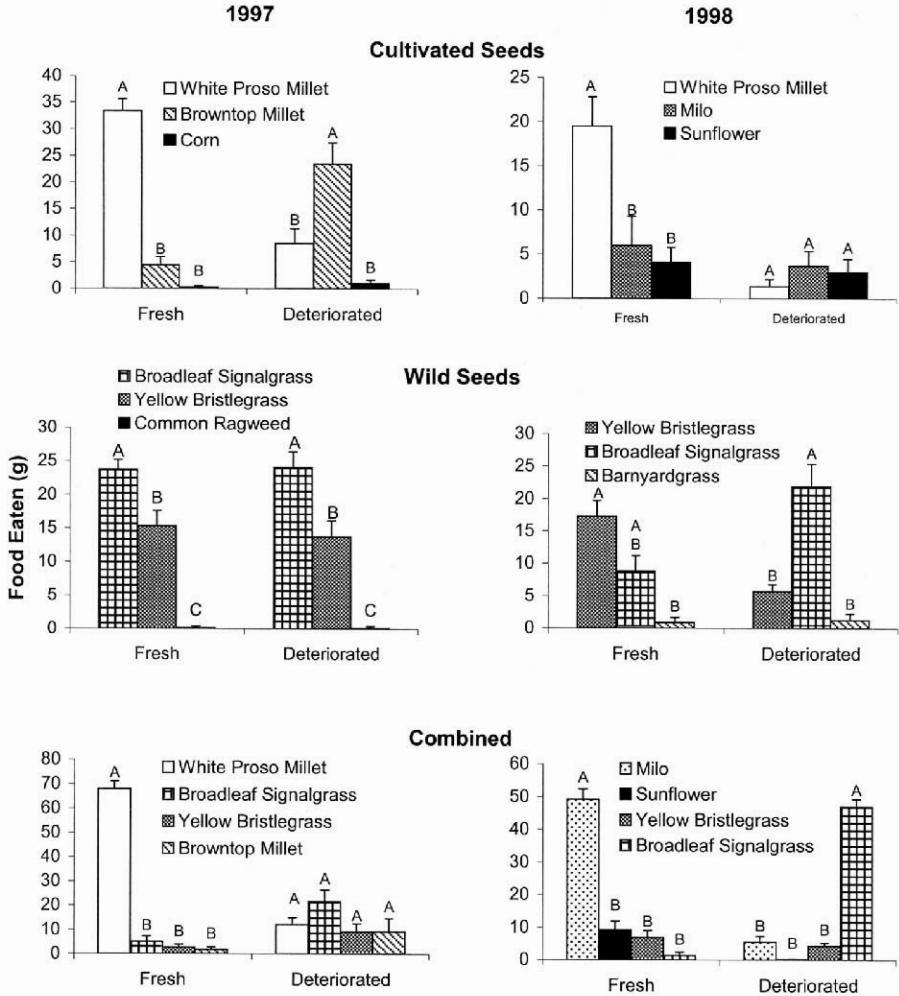 1997 1998
Cultivated Seeds
40
35
30
25
20
15
10
5
0
A
B
B
B
A
B
White Proso Millet
Browntop Millet
Corn
Fresh Deteriorated
25
20
15
10
5
0
A
B
B
A
A
A
White Proso Millet
Milo
Sunflower
Fresh Deteriorated
Wild Seeds
Food Eaten (g)
Broadleaf Signalgrass
Yellow Bristlegrass
Common Ragweed
30
25
20
15
10
5
0
A
B
C
A
B
C
Fresh Deteriorated
Yellow Bristlegrass
Broadleaf Signalgrass
Barnyardgrass
30
25
20
15
10
5
0
A
A
B
B
B
A
B
Fresh Deteriorated
Combined
80
70
60
50
40
30
20
10
0
A
B
B
B
A
A
A
A
White Proso Millet
Broadleaf Signalgrass
Yellow Bristlegrass
Browntop Millet
Fresh Deteriorated
60
50
40
30
20
10
0
A
B
B
B
B
B
B
A
Milo
Sunflower
Yellow Bristlegrass
Broadleaf Signalgrass
Fresh Deteriorated